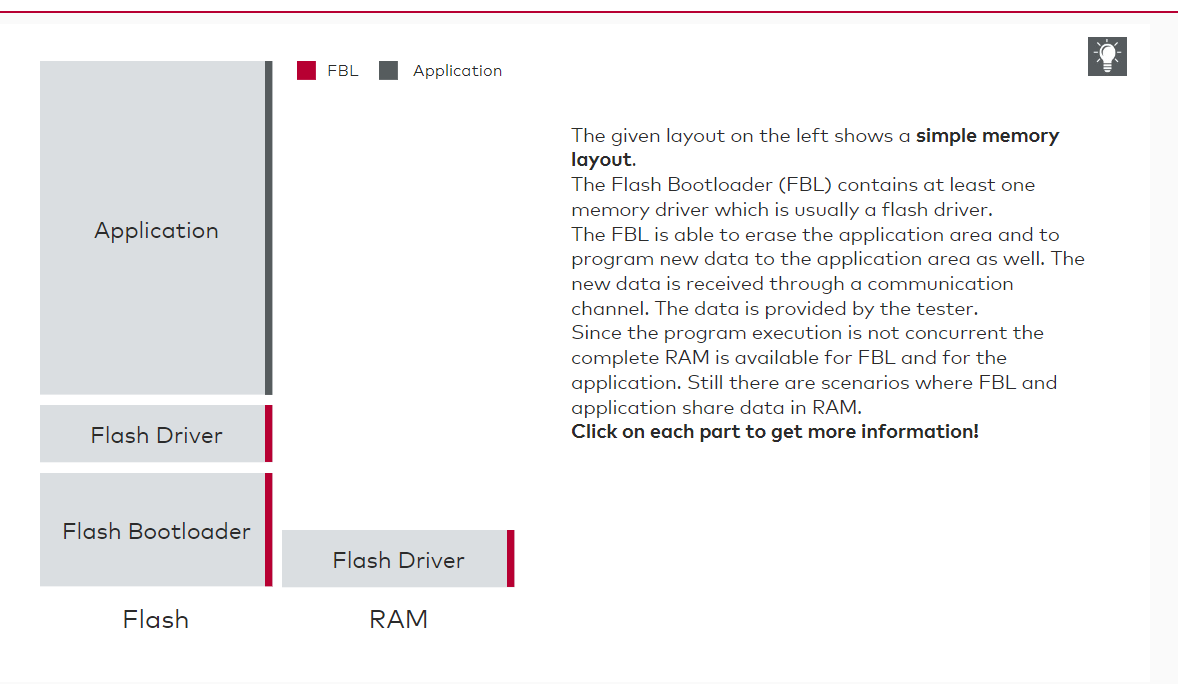 FBL Application
The given layout on the left shows a simple memory
layout.
The Flash Bootloader (FBL) contains at least one
memory driver which is usually a flash driver.
The FBL is able to erase the application area and to
program new data to the application area as well. The
new data is received through a communication
channel. The data is provided by the tester.
Since the program execution is not concurrent the
complete RAM is available for FBL and for the
application. Still there are scenarios where FBL and
application share data in RAM.
Click on each part to get more information!
Application
Flash Driver
Flash Bootloader
Flash Driver
Flash
RAM